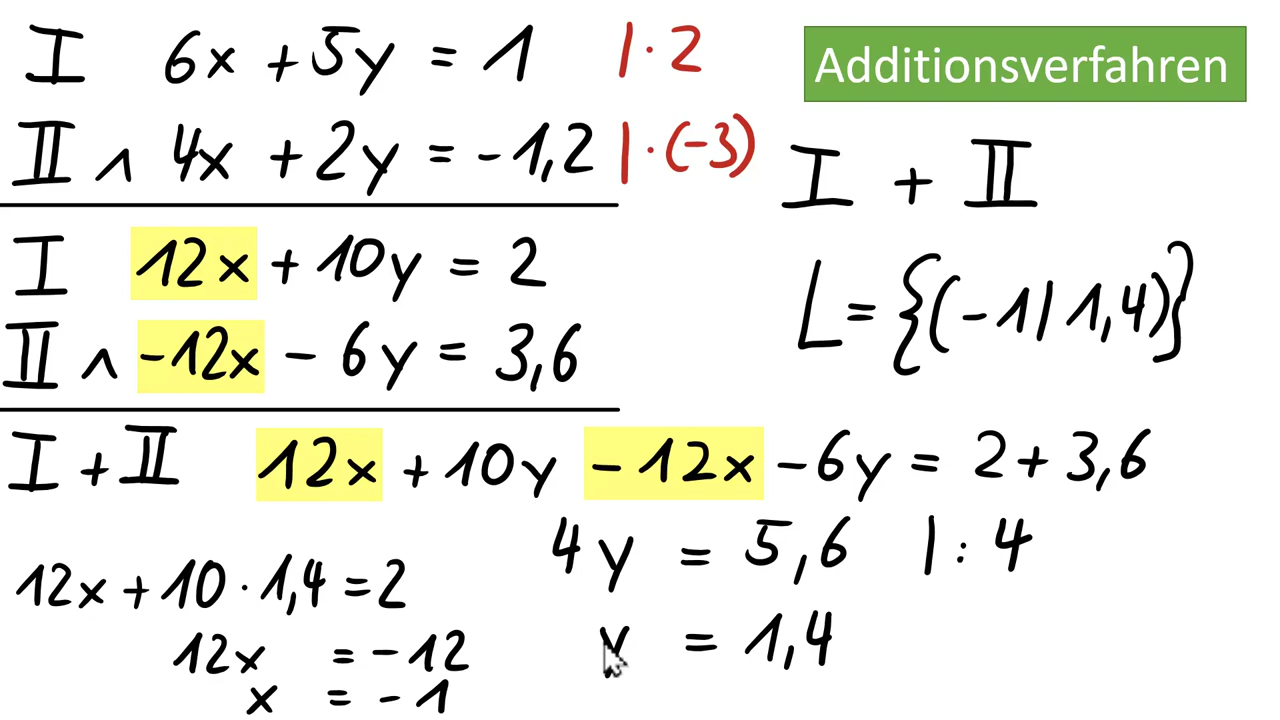 I 6x + 5y = 1 | · 2
Additionsverfahren
II ∧ 4x + 2y = -1,2 | · (-3)
I + II
I 12x + 10y = 2
L = {(-1 | 1,4)}
II ∧ -12x - 6y = 3,6
I + II 12x + 10y - 12x - 6y = 2 + 3,6
4y = 5,6 | : 4
y = 1,4
12x + 10 · 1,4 = 2
12x = -12
x = -1